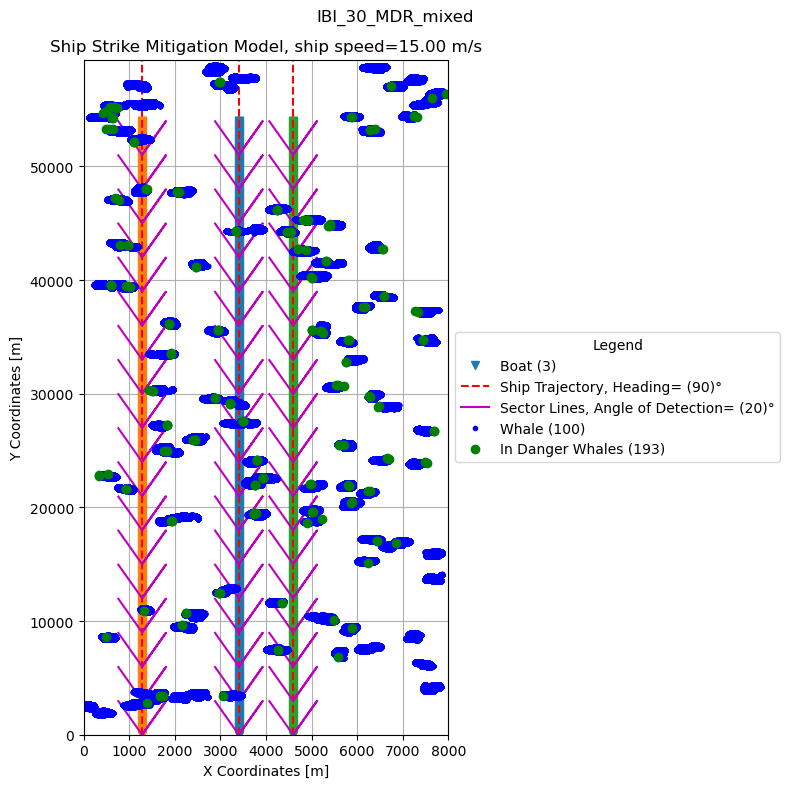 IBI_30_MDR_mixed
Ship Strike Mitigation Model, ship speed=15.00 m/s
Y Coordinates [m]
50000
40000
30000
20000
10000
0
0 1000 2000 3000 4000 5000 6000 7000 8000
X Coordinates [m]
Legend
Boat (3)
Ship Trajectory, Heading= (90)°
Sector Lines, Angle of Detection= (20)°
Whale (100)
In Danger Whales (193)